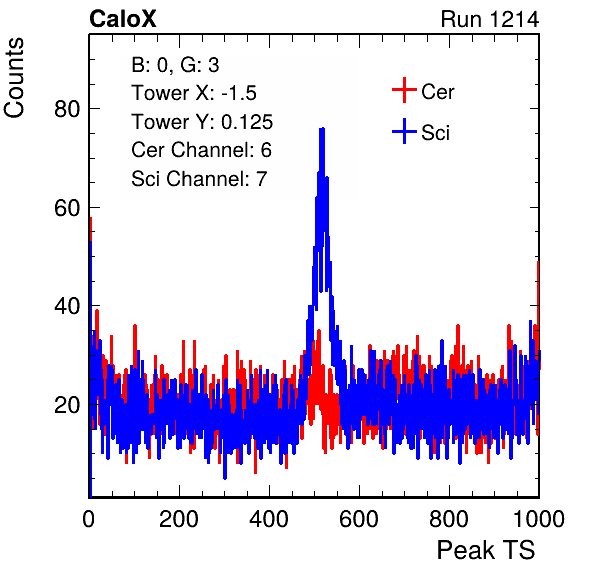 CaloX Run 1214
Counts
B: 0, G: 3
Tower X: -1.5
Tower Y: 0.125
Cer Channel: 6
Sci Channel: 7
Cer
Sci
80
60
40
20
0 200 400 600 800 1000
Peak TS